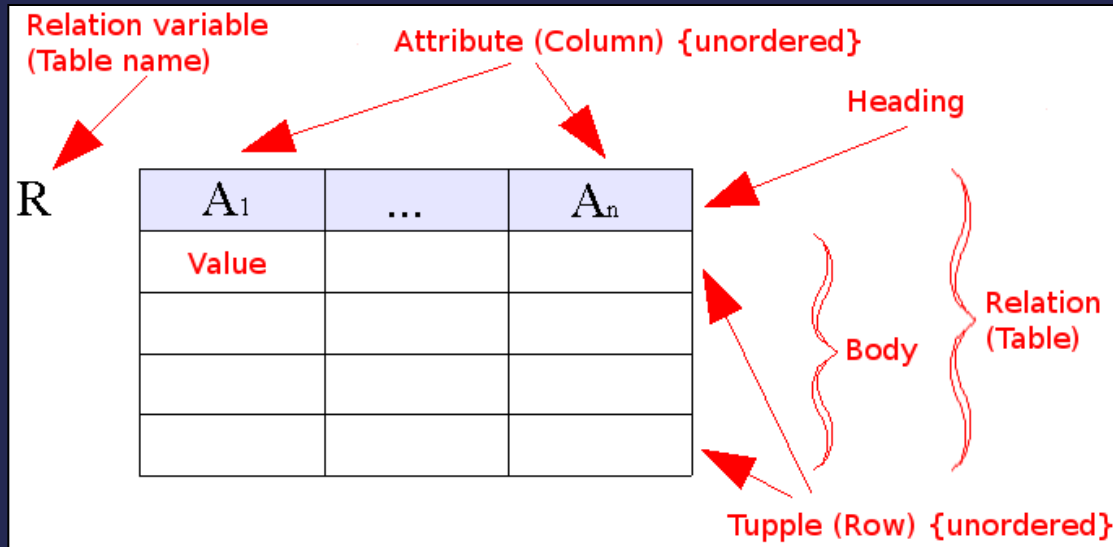 Relation variable
(Table name)
Attribute (Column) {unordered}
Heading
R
A1 ... An
Value
Body
Relation
(Table)
Tupple (Row) {unordered}